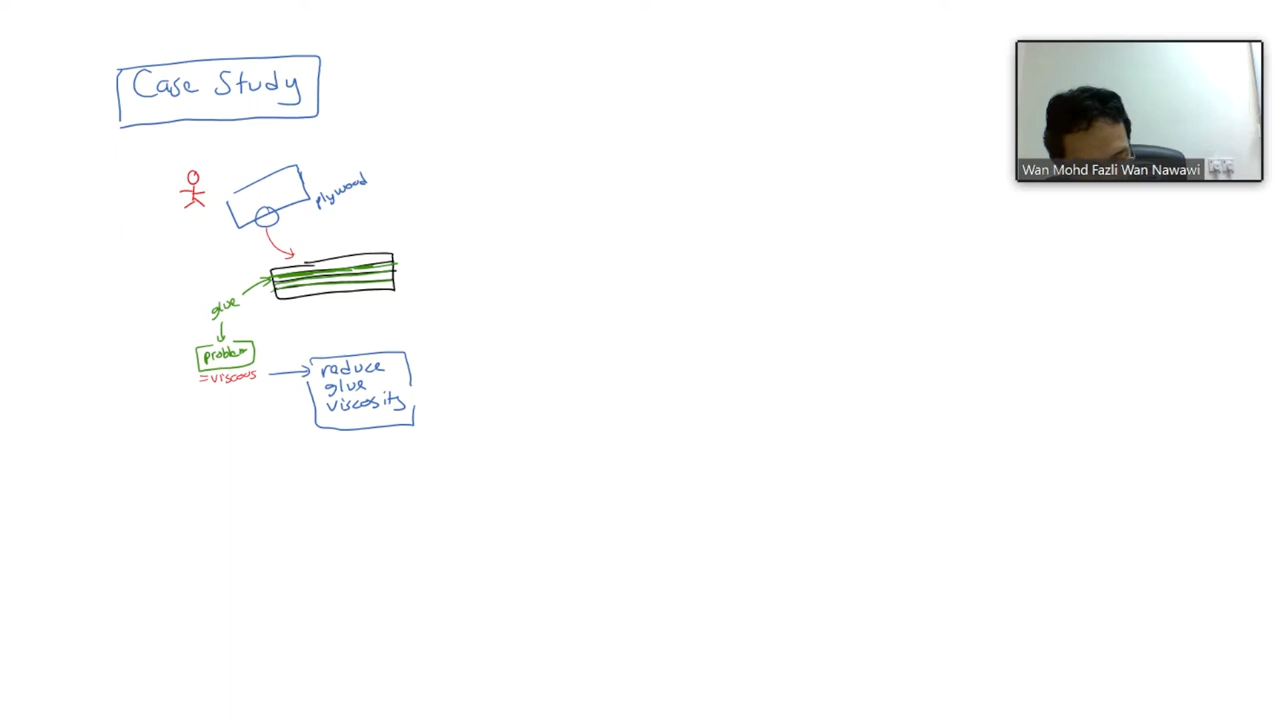 Case Study
plywood
glue
problem
=viscous
reduce
glue
viscosity
Wan Mohd Fazli Wan Nawawi